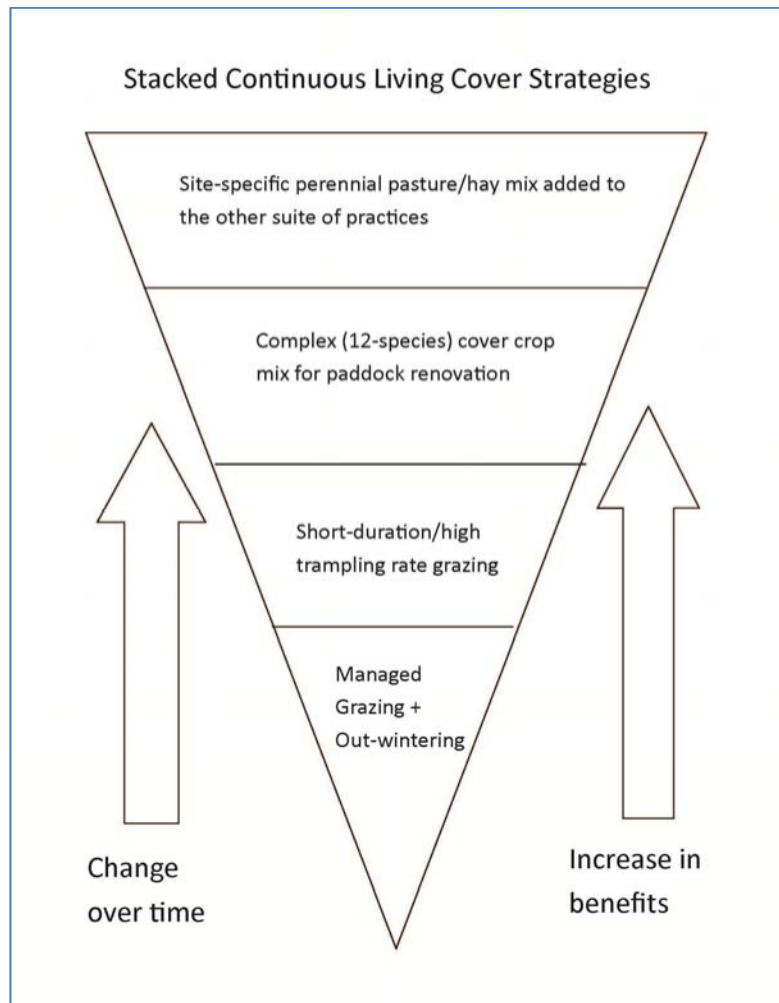 Stacked Continuous Living Cover Strategies
Site-specific perennial pasture/hay mix added to
the other suite of practices
Complex (12-species) cover crop
mix for paddock renovation
Short-duration/high
trampling rate grazing
Managed
Grazing +
Out-wintering
Change
over time
Increase in
benefits